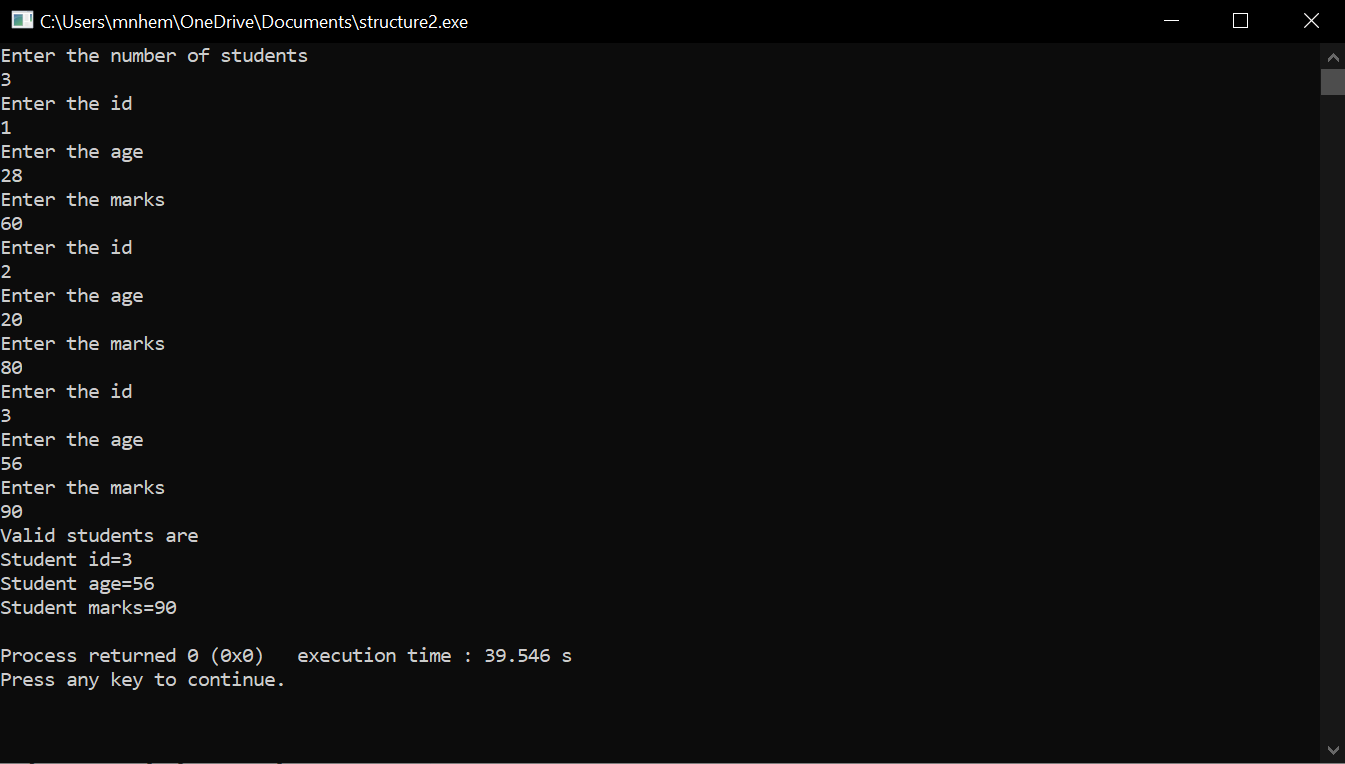 C:\Users\mnhem\OneDrive\Documents\structure2.exe
Enter the number of students
3
Enter the id
1
Enter the age
28
Enter the marks
60
Enter the id
2
Enter the age
20
Enter the marks
80
Enter the id
3
Enter the age
56
Enter the marks
90
Valid students are
Student id=3
Student age=56
Student marks=90
Process returned 0 (0x0)   execution time : 39.546 s
Press any key to continue.